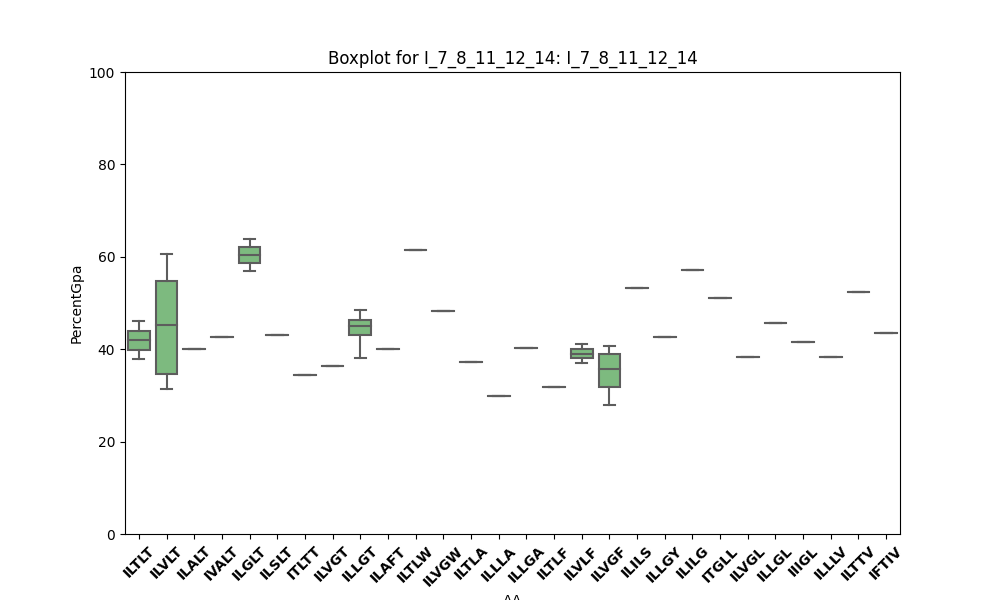 Boxplot for I_7_8_11_12_14: I_7_8_11_12_14
100
80
60
40
20
0
PercentGpa
ILTLT
ILVLT
ILALT
IVALT
ILGLT
ILSLT
ITLTT
ILVGT
ILLGT
ILAFT
ILTLW
ILVGW
ILTLA
ILLLA
ILLGA
ILTLF
ILVLF
ILVGF
ILILS
ILLGY
ILILG
ITGLL
ILVGL
ILLGL
IIIGL
ILLLV
ILTTV
IFTIV
AA